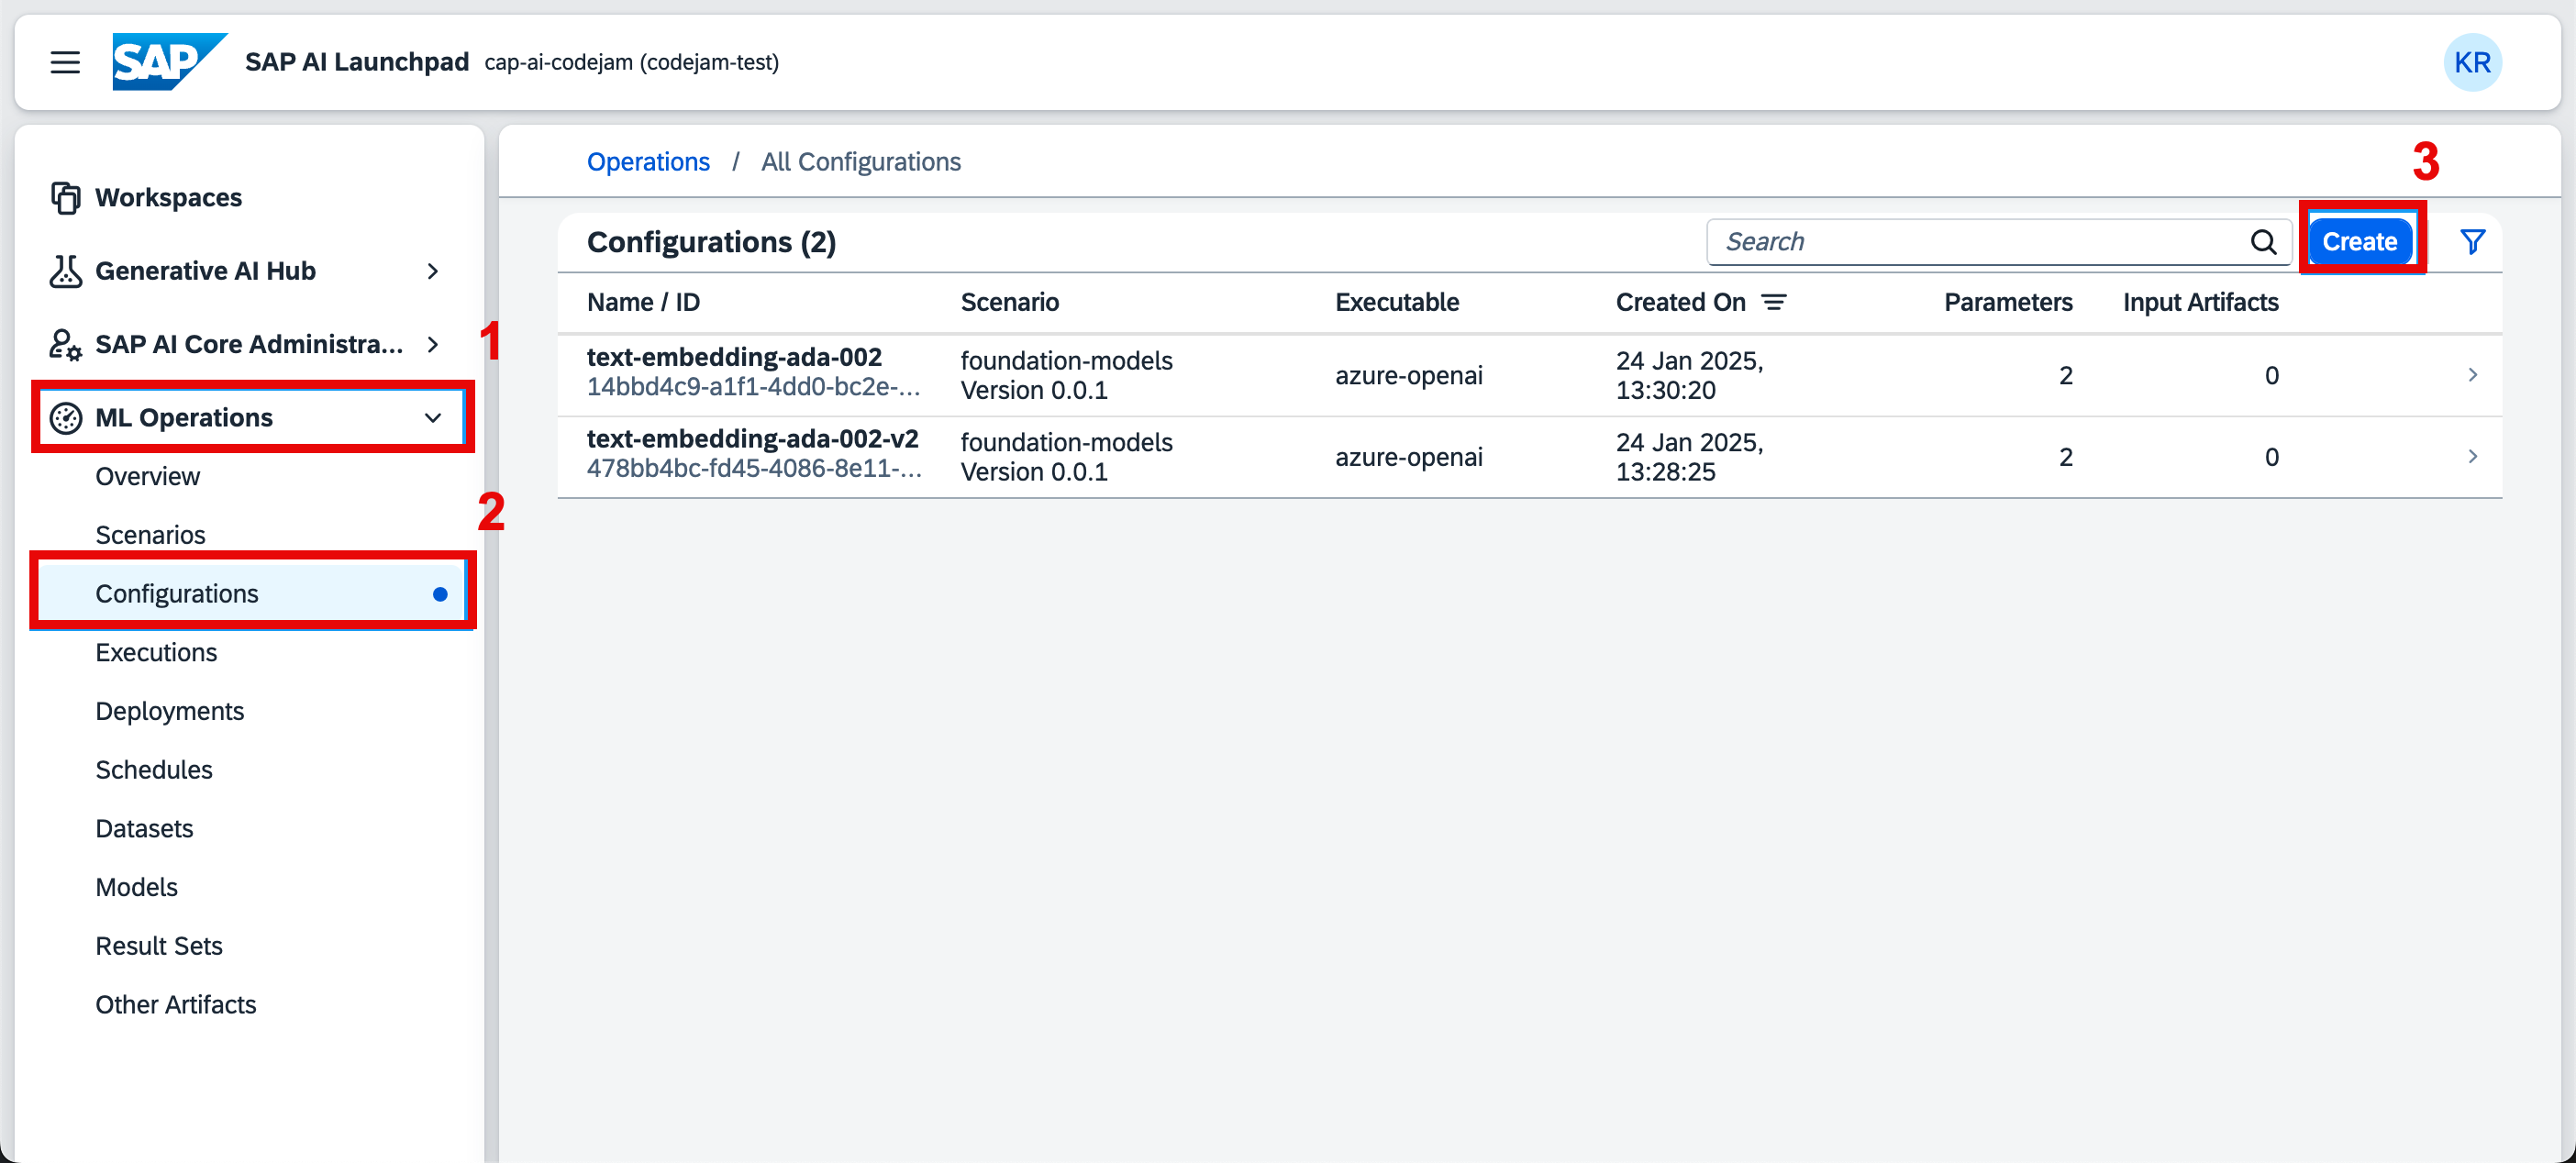 SAP SAP AI Launchpad cap-ai-codejam (codejam-test) KR
Workspaces
Generative AI Hub
SAP AI Core Administra...
1
ML Operations
Overview
2
Scenarios
Configurations
Executions
Deployments
Schedules
Datasets
Models
Result Sets
Other Artifacts
Operations / All Configurations
3
Configurations (2) Search Create
Name / ID Scenario Executable Created On Parameters Input Artifacts
text-embedding-ada-002 foundation-models 24 Jan 2025,
14bbd4c9-a1f1-4dd0-bc2e-... Version 0.0.1 azure-openai 13:30:20 2 0
text-embedding-ada-002-v2 foundation-models 24 Jan 2025,
478bb4bc-fd45-4086-8e11-... Version 0.0.1 azure-openai 13:28:25 2 0